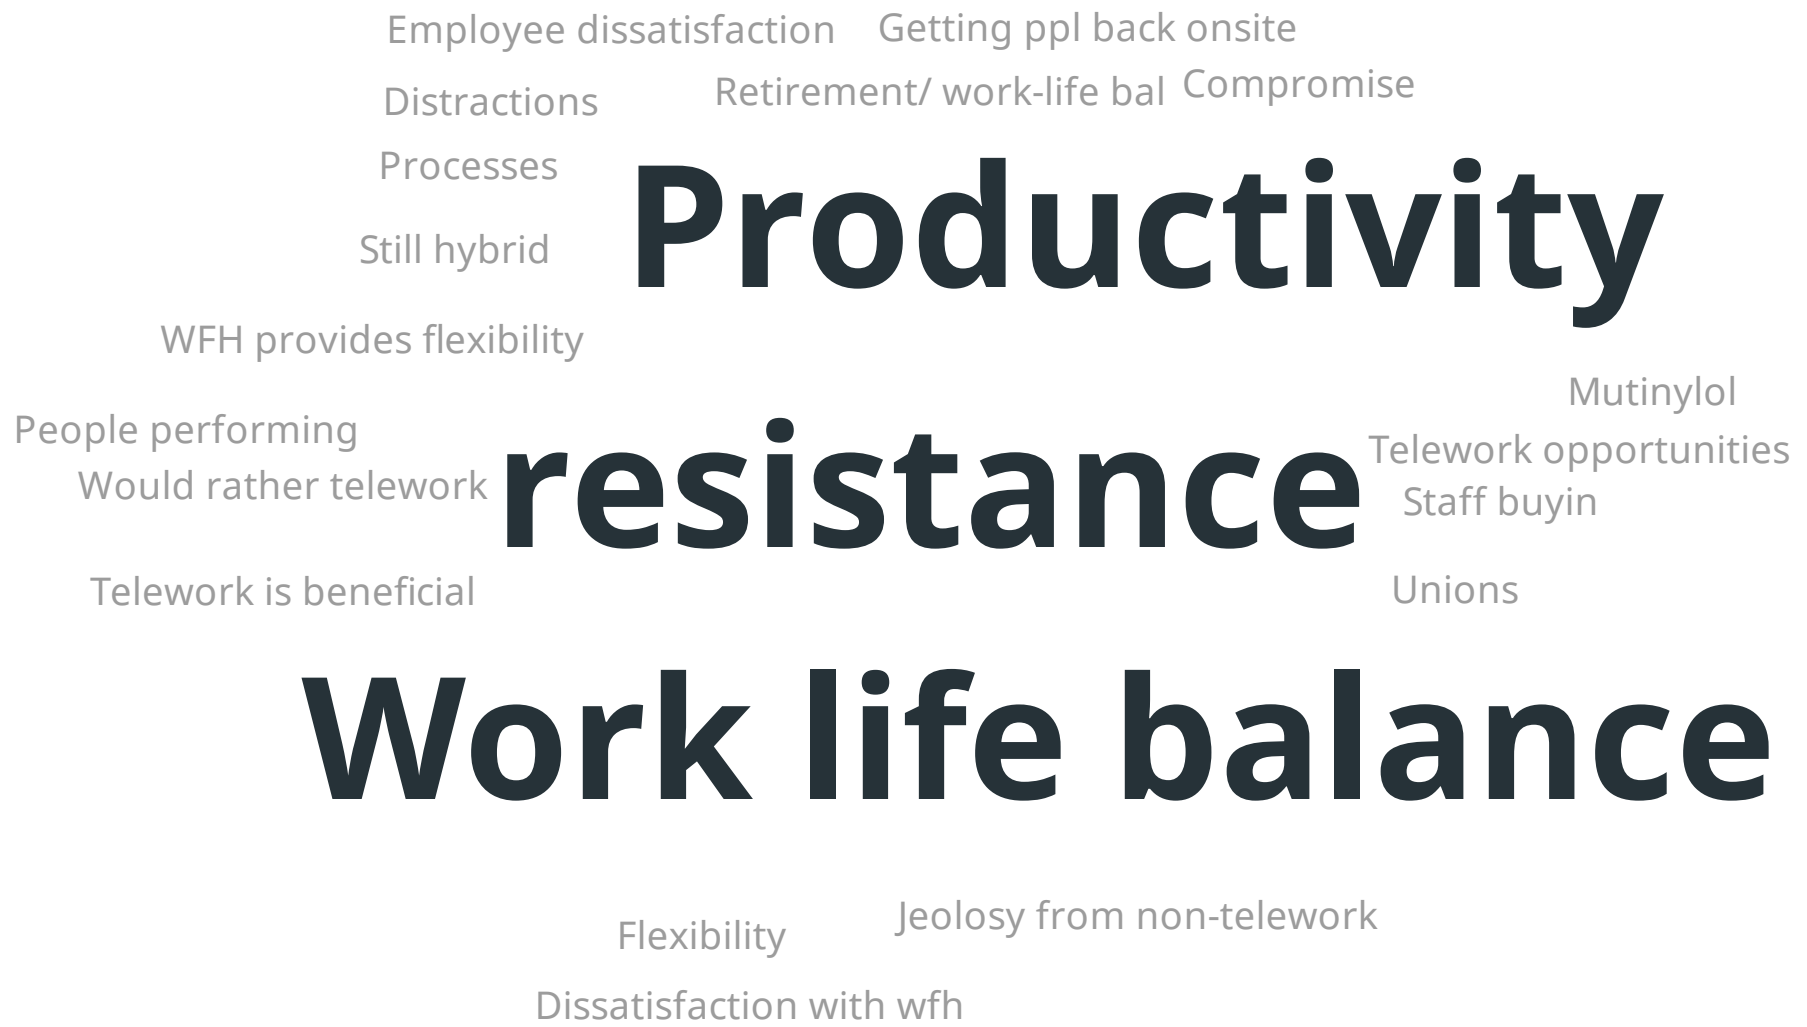 Employee dissatisfaction
Getting ppl back onsite
Distractions
Retirement/ work-life bal
Compromise
Processes
Productivity
Still hybrid
WFH provides flexibility
Mutinylol
People performing
resistance
Telework opportunities
Would rather telework
Staff buyin
Telework is beneficial
Unions
Work life balance
Flexibility
Jeolosy from non-telework
Dissatisfaction with wfh